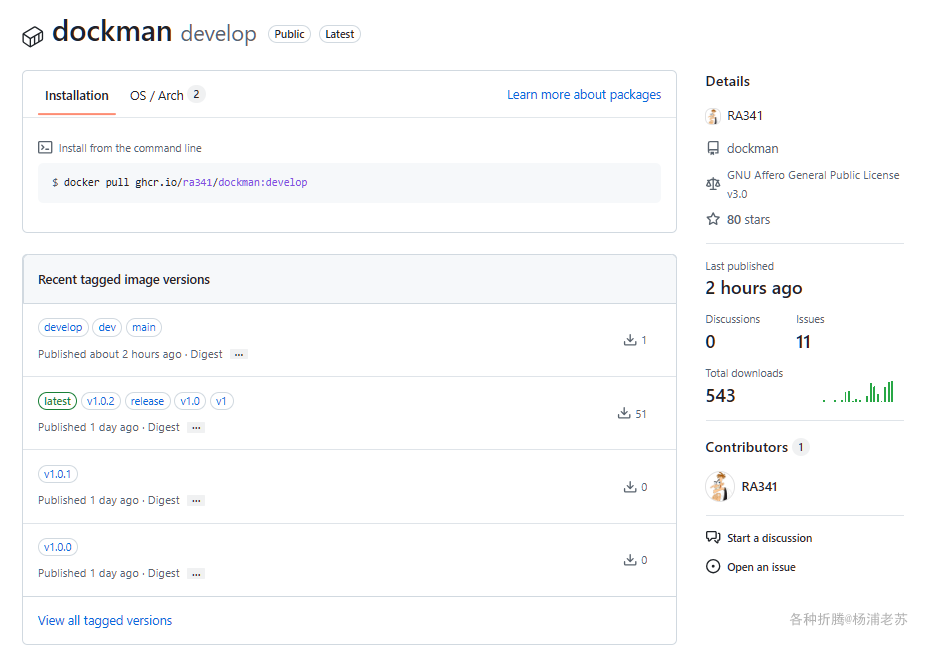 dockman develop Public Latest
Installation OS / Arch 2 Learn more about packages
Install from the command line
$ docker pull ghcr.io/ra341/dockman:develop
Recent tagged image versions
develop dev main
Published about 2 hours ago · Digest ...
1
latest v1.0.2 release v1.0 v1
Published 1 day ago · Digest ...
51
v1.0.1
Published 1 day ago · Digest ...
0
v1.0.0
Published 1 day ago · Digest ...
0
View all tagged versions
Details
RA341
dockman
GNU Affero General Public License
v3.0
80 stars
Last published
2 hours ago
Discussions Issues
0 11
Total downloads
543
Contributors 1
RA341
Start a discussion
Open an issue
各种折腾@杨浦老苏